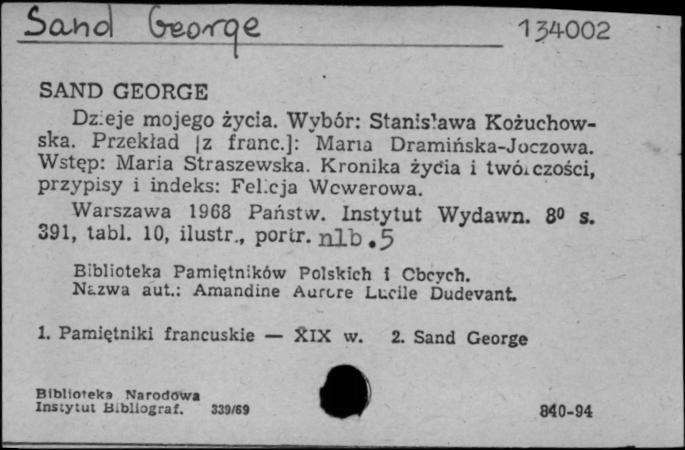 Sand George 134002
SAND GEORGE
Dzieje mojego życia. Wybór: Stanisława Kożuchow-
ska. Przekład [z franc.]: Maria Dramińska-Joczowa.
Wstęp: Maria Straszewska. Kronika życia i twórczości,
przypisy i indeks: Felicja Wowerowa.
Warszawa 1968 Państw. Instytut Wydawn. 8⁰ s.
391, tabl. 10, ilustr., portr. nlb. 5
Biblioteka Pamiętników Polskich i Obcych.
Nazwa aut.: Amandine Aurore Lucile Dudevant.
1. Pamiętniki francuskie — XIX w. 2. Sand George
Biblioteka Narodowa
Instytut Bibliograf. 339/69 840-94